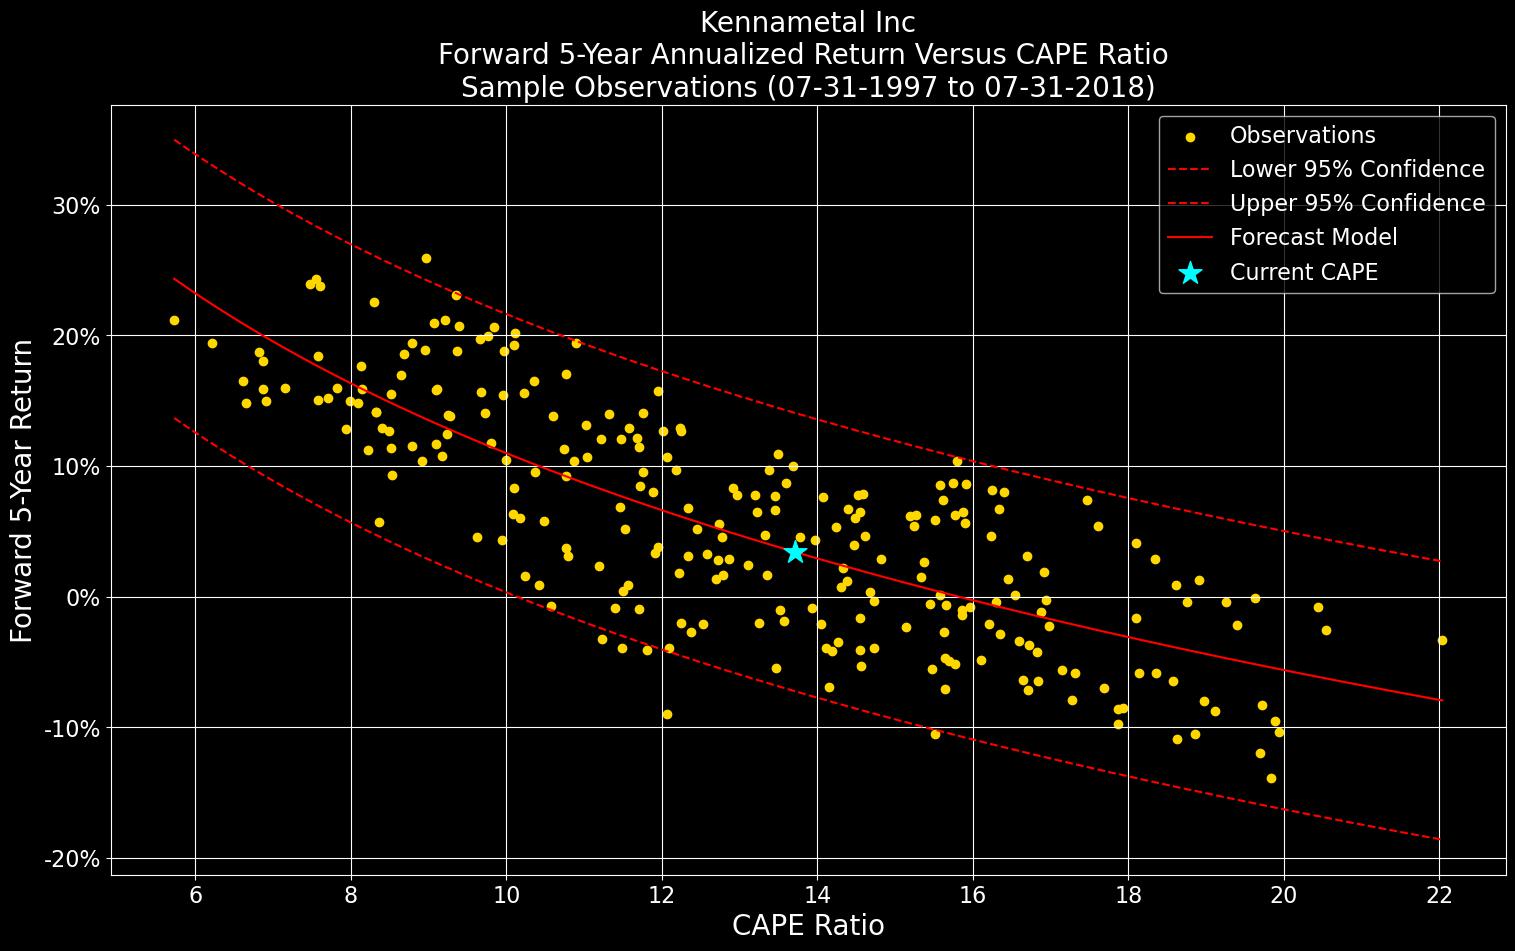 Kennametal Inc
Forward 5-Year Annualized Return Versus CAPE Ratio
Sample Observations (07-31-1997 to 07-31-2018)
Observations
Lower 95% Confidence
Upper 95% Confidence
Forecast Model
Current CAPE
Forward 5-Year Return
30%
20%
10%
0%
-10%
-20%
6 8 10 12 14 16 18 20 22
CAPE Ratio